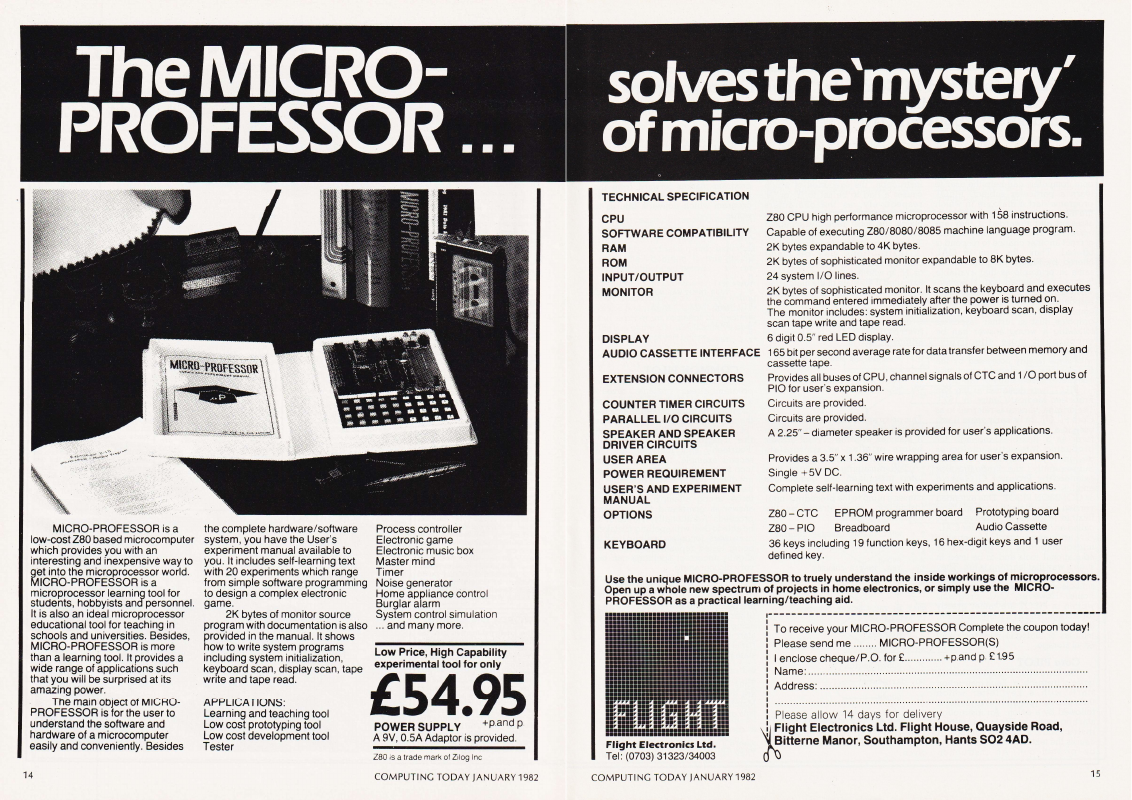 The MICRO-
PROFESSOR ...
MICRO-PROFESSOR
MICRO-PROFESSOR
MICRO-PROFESSOR is a
low-cost Z80 based microcomputer
which provides you with an
interesting and inexpensive way to
get into the microprocessor world.
MICRO-PROFESSOR is a
microprocessor learning tool for
students, hobbyists and personnel.
It is also an ideal microprocessor
educational tool for teaching in
schools and universities. Besides,
MICRO-PROFESSOR is more
than a learning tool. It provides a
wide range of applications such
that you will be surprised at its
amazing power.
The main object of MICRO-
PROFESSOR is for the user to
understand the software and
hardware of a microcomputer
easily and conveniently. Besides
the complete hardware/software
system, you have the User's
experiment manual available to
you. It includes self-learning text
with 20 experiments which range
from simple software programming
to design a complex electronic
game.
2K bytes of monitor source
program with documentation is also
provided in the manual. It shows
how to write system programs
including system initialization,
keyboard scan, display scan, tape
write and tape read.
APPLICATIONS:
Learning and teaching tool
Low cost prototyping tool
Low cost development tool
Tester
Process controller
Electronic game
Electronic music box
Master mind
Timer
Noise generator
Home appliance control
Burglar alarm
System control simulation
... and many more.
Low Price, High Capability
experimental tool for only
£54.95
+p.and p.
POWER SUPPLY
A 9V, 0.5A Adaptor is provided.
Z80 is a trade mark of Zilog Inc
14
COMPUTING TODAY JANUARY 1982
solves the 'mystery'
of micro-processors.
TECHNICAL SPECIFICATION
CPU Z80 CPU high performance microprocessor with 158 instructions.
SOFTWARE COMPATIBILITY Capable of executing Z80/8080/8085 machine language program.
RAM 2K bytes expandable to 4K bytes.
ROM 2K bytes of sophisticated monitor expandable to 8K bytes.
INPUT/OUTPUT 24 system I/O lines.
MONITOR 2K bytes of sophisticated monitor. It scans the keyboard and executes
the command entered immediately after the power is turned on.
The monitor includes: system initialization, keyboard scan, display
scan tape write and tape read.
DISPLAY 6 digit 0.5" red LED display.
AUDIO CASSETTE INTERFACE 165 bit per second average rate for data transfer between memory and
cassette tape.
EXTENSION CONNECTORS Provides all buses of CPU, channel signals of CTC and I/O port bus of
PIO for user's expansion.
COUNTER TIMER CIRCUITS Circuits are provided.
PARALLEL I/O CIRCUITS Circuits are provided.
SPEAKER AND SPEAKER A 2.25" – diameter speaker is provided for user's applications.
DRIVER CIRCUITS
USER AREA Provides a 3.5" x 1.36" wire wrapping area for user's expansion.
POWER REQUIREMENT Single +5V DC.
USER'S AND EXPERIMENT Complete self-learning text with experiments and applications.
MANUAL
OPTIONS Z80 – CTC EPROM programmer board Prototyping board
Z80 – PIO Breadboard Audio Cassette
KEYBOARD 36 keys including 19 function keys, 16 hex-digit keys and 1 user
defined key.
Use the unique MICRO-PROFESSOR to truely understand the inside workings of microprocessors.
Open up a whole new spectrum of projects in home electronics, or simply use the MICRO-
PROFESSOR as a practical learning/teaching aid.
FLIGHT
Flight Electronics Ltd.
Tel: (0703) 31323/34003
To receive your MICRO-PROFESSOR Complete the coupon today!
Please send me ........ MICRO-PROFESSOR(S)
I enclose cheque/P.O. for £............ +p.and p. £1.95
Name:
Address:
Please allow 14 days for delivery
Flight Electronics Ltd. Flight House, Quayside Road,
Bitterne Manor, Southampton, Hants SO2 4AD.
COMPUTING TODAY JANUARY 1982
15